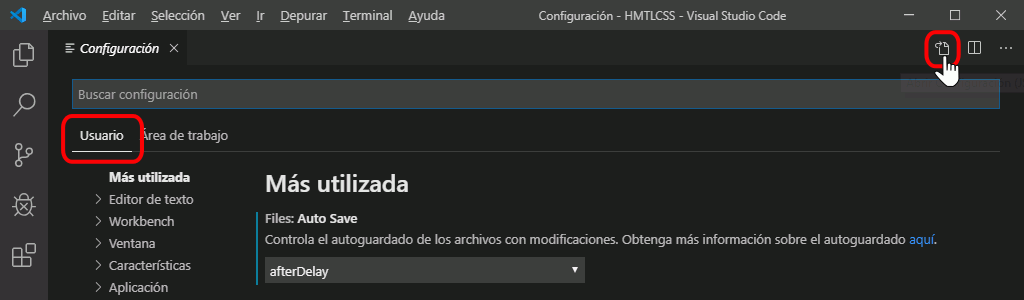 Archivo Editar Selección Ver Ir Depurar Terminal Ayuda Configuración - HMTLCSS - Visual Studio Code
Configuración
Buscar configuración
Usuario Área de trabajo
Más utilizada
Editor de texto
Workbench
Ventana
Características
Aplicación
Más utilizada
Files: Auto Save
Controla el autoguardado de los archivos con modificaciones. Obtenga más información sobre el autoguardado aquí.
afterDelay